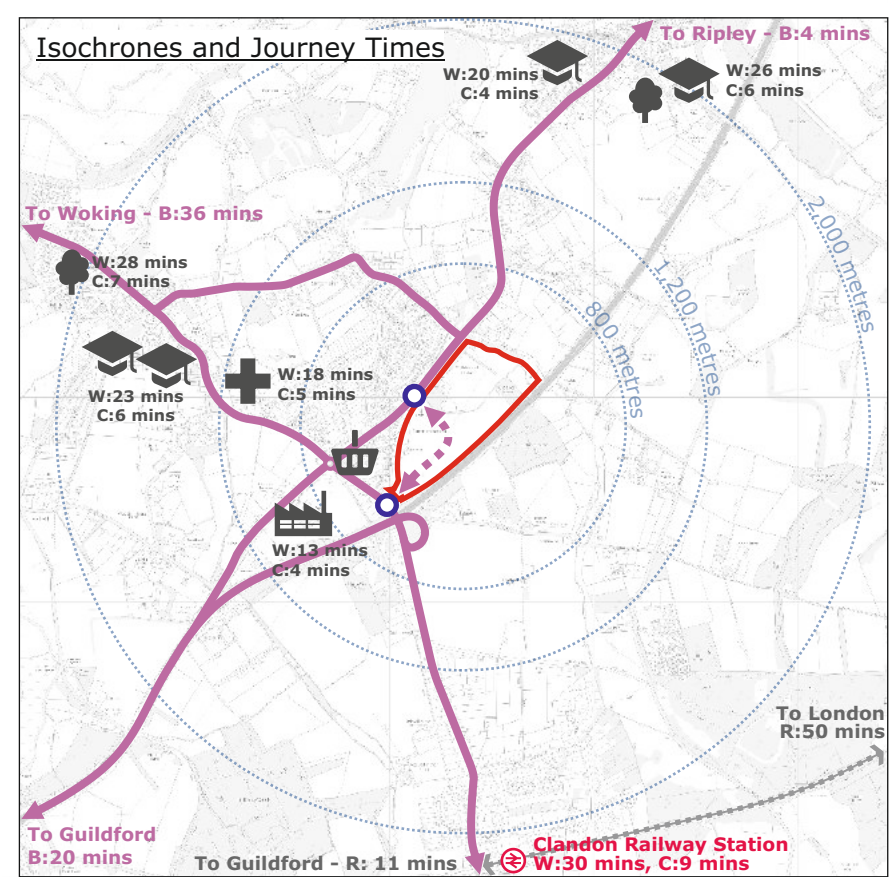 Isochrones and Journey Times
To Ripley - B:4 mins
W:20 mins
C:4 mins
W:26 mins
C:6 mins
To Woking - B:36 mins
W:28 mins
C:7 mins
2,000 metres
1,200 metres
800 metres
W:23 mins
C:6 mins
W:18 mins
C:5 mins
W:13 mins
C:4 mins
To London
R:50 mins
To Guildford
B:20 mins
To Guildford - R: 11 mins
Clandon Railway Station
W:30 mins, C:9 mins